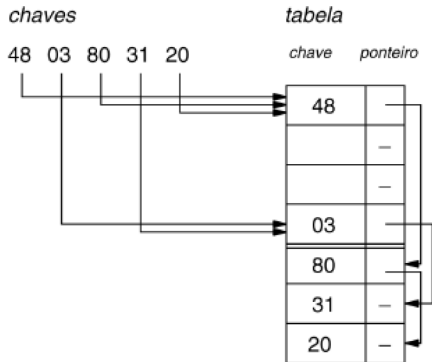 chaves tabela
chave ponteiro
48 03 80 31 20
48
–
–
03
80
31 –
20 –